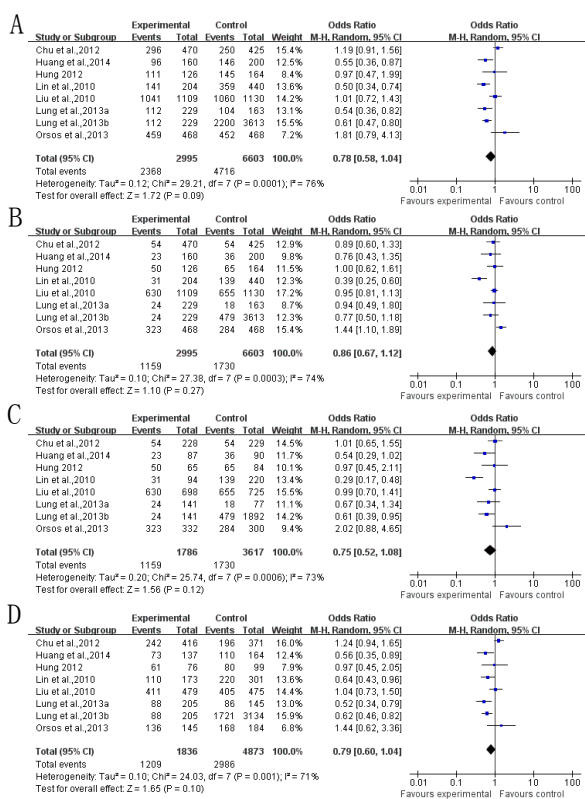 A
Experimental Control Odds Ratio Odds Ratio
Study or Subgroup Events Total Events Total Weight M-H, Random, 95% CI M-H, Random, 95% CI
Chu et al.,2012 296 470 250 425 15.4% 1.19 [0.91, 1.56]
Huang et al.,2014 96 160 146 200 11.8% 0.55 [0.36, 0.87]
Hung 2012 111 126 145 164 7.1% 0.97 [0.47, 1.99]
Lin et al.,2010 141 204 359 440 12.9% 0.50 [0.34, 0.74]
Liu et al.,2010 1041 1109 1060 1130 14.0% 1.01 [0.72, 1.43]
Lung et al.,2013a 112 229 104 163 12.5% 0.54 [0.36, 0.82]
Lung et al.,2013b 112 229 2200 3613 15.3% 0.61 [0.47, 0.80]
Orsos et al.,2013 459 468 452 468 6.2% 1.81 [0.79, 4.13]
Total (95% CI) 2995 6603 100.0% 0.78 [0.58, 1.04]
Total events 2368 4716
Heterogeneity: Tau² = 0.12; Chi² = 29.21, df = 7 (P = 0.0001); I² = 76%
Test for overall effect: Z = 1.72 (P = 0.09)
0.01 0.1 1 10 100
Favours experimental Favours control
B
Experimental Control Odds Ratio Odds Ratio
Study or Subgroup Events Total Events Total Weight M-H, Random, 95% CI M-H, Random, 95% CI
Chu et al.,2012 54 470 54 425 12.9% 0.89 [0.60, 1.33]
Huang et al.,2014 23 160 36 200 9.6% 0.76 [0.43, 1.35]
Hung 2012 50 126 65 164 11.4% 1.00 [0.62, 1.61]
Lin et al.,2010 31 204 139 440 12.3% 0.39 [0.25, 0.60]
Liu et al.,2010 630 1109 655 1130 17.5% 0.95 [0.81, 1.13]
Lung et al.,2013a 24 229 18 163 8.5% 0.94 [0.49, 1.80]
Lung et al.,2013b 24 229 479 3613 12.2% 0.77 [0.50, 1.18]
Orsos et al.,2013 323 468 284 468 15.6% 1.44 [1.10, 1.89]
Total (95% CI) 2995 6603 100.0% 0.86 [0.67, 1.12]
Total events 1159 1730
Heterogeneity: Tau² = 0.10; Chi² = 27.38, df = 7 (P = 0.0003); I² = 74%
Test for overall effect: Z = 1.10 (P = 0.27)
0.01 0.1 1 10 100
Favours experimental Favours control
C
Experimental Control Odds Ratio Odds Ratio
Study or Subgroup Events Total Events Total Weight M-H, Random, 95% CI M-H, Random, 95% CI
Chu et al.,2012 54 228 54 229 14.5% 1.01 [0.65, 1.55]
Huang et al.,2014 23 87 36 90 11.7% 0.54 [0.29, 1.02]
Hung 2012 50 65 65 84 10.1% 0.97 [0.45, 2.11]
Lin et al.,2010 31 94 139 220 13.4% 0.29 [0.17, 0.48]
Liu et al.,2010 630 698 655 725 15.9% 0.99 [0.70, 1.41]
Lung et al.,2013a 24 141 18 77 11.2% 0.67 [0.34, 1.34]
Lung et al.,2013b 24 141 479 1892 14.2% 0.61 [0.39, 0.95]
Orsos et al.,2013 323 332 284 300 9.0% 2.02 [0.88, 4.65]
Total (95% CI) 1786 3617 100.0% 0.75 [0.52, 1.08]
Total events 1159 1730
Heterogeneity: Tau² = 0.20; Chi² = 25.74, df = 7 (P = 0.0006); I² = 73%
Test for overall effect: Z = 1.56 (P = 0.12)
0.01 0.1 1 10 100
Favours experimental Favours control
D
Experimental Control Odds Ratio Odds Ratio
Study or Subgroup Events Total Events Total Weight M-H, Random, 95% CI M-H, Random, 95% CI
Chu et al.,2012 242 416 196 371 16.0% 1.24 [0.94, 1.65]
Huang et al.,2014 73 137 110 164 12.0% 0.56 [0.35, 0.89]
Hung 2012 61 76 80 99 7.6% 0.97 [0.45, 2.05]
Lin et al.,2010 110 173 220 301 13.1% 0.64 [0.43, 0.96]
Liu et al.,2010 411 479 405 475 14.2% 1.04 [0.73, 1.50]
Lung et al.,2013a 88 205 86 145 12.6% 0.52 [0.34, 0.79]
Lung et al.,2013b 88 205 1721 3134 15.9% 0.62 [0.46, 0.82]
Orsos et al.,2013 136 145 168 184 6.7% 1.44 [0.62, 3.36]
Total (95% CI) 1836 4873 100.0% 0.79 [0.60, 1.04]
Total events 1209 2986
Heterogeneity: Tau² = 0.10; Chi² = 24.03, df = 7 (P = 0.001); I² = 71%
Test for overall effect: Z = 1.65 (P = 0.10)
0.01 0.1 1 10 100
Favours experimental Favours control